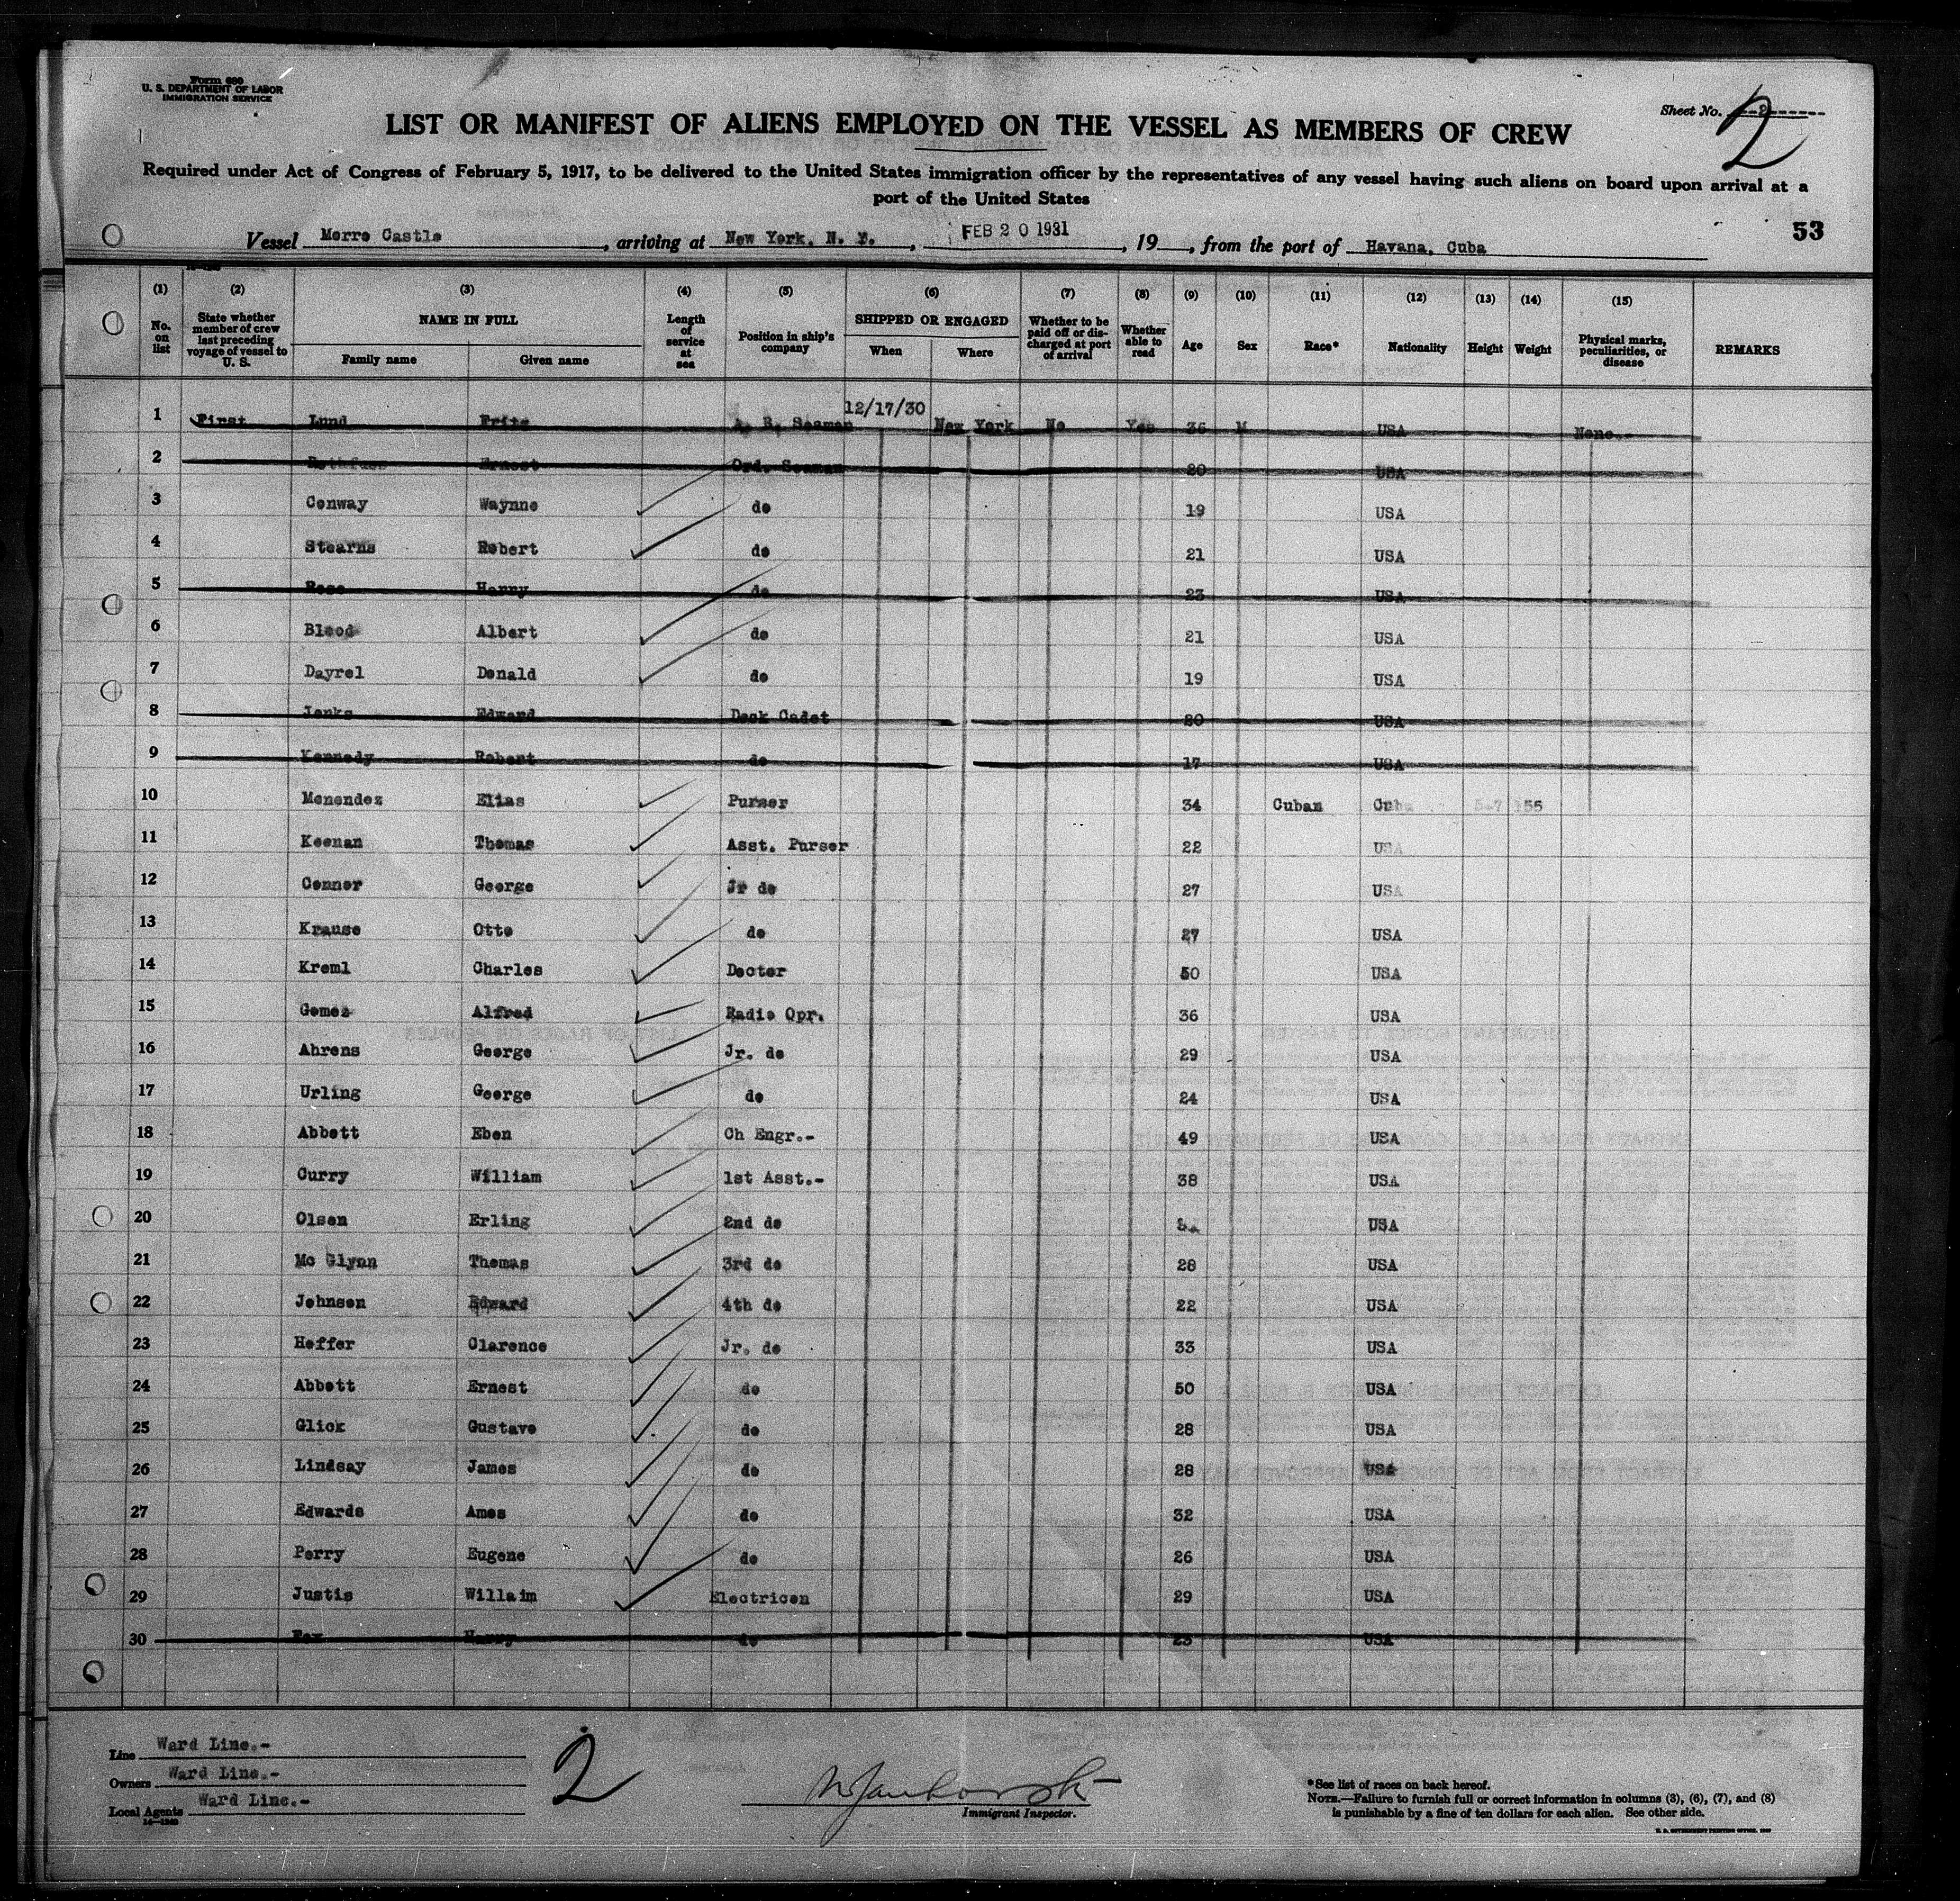 Form 680
U. S. DEPARTMENT OF LABOR
IMMIGRATION SERVICE
Sheet No. 2
2
LIST OR MANIFEST OF ALIENS EMPLOYED ON THE VESSEL AS MEMBERS OF CREW
Required under Act of Congress of February 5, 1917, to be delivered to the United States immigration officer by the representatives of any vessel having such aliens on board upon arrival at a
port of the United States
Vessel Morro Castle, arriving at New York, N. Y., FEB 20 1931, 19__, from the port of Havana, Cuba
53
(1) (2) (3) (4) (5) (6) (7) (8) (9) (10) (11) (12) (13) (14) (15)
No. on list State whether member of crew last preceding voyage of vessel to U. S. NAME IN FULL Family name Given name Length of service at sea Position in ship's company SHIPPED OR ENGAGED When Where Whether to be paid off or discharged at port of arrival Whether able to read Age Sex Race* Nationality Height Weight Physical marks, peculiarities, or disease REMARKS
1 First Lund Fritz A. B. Seaman 12/17/30 New York No Yes 36 M USA None.-
2 Ernest Ord. Seaman 20 USA
3 Conway Waynne do 19 USA
4 Stearns Robert do 21 USA
5 Rose Henry do 23 USA
6 Blood Albert do 21 USA
7 Dayrel Donald do 19 USA
8 Janks Edward Deck Cadet 20 USA
9 Kennedy Robert do 17 USA
10 Menendez Elias Purser 34 Cuban Cuba 5-7 155
11 Keenan Thomas Asst. Purser 22 USA
12 Connor George Jr do 27 USA
13 Krause Otto do 27 USA
14 Kreml Charles Doctor 50 USA
15 Gomez Alfred Radio Opr. 36 USA
16 Ahrens George Jr. do 29 USA
17 Urling George do 24 USA
18 Abbott Eben Ch Engr.- 49 USA
19 Curry William 1st Asst.- 38 USA
20 Olsen Erling 2nd do USA
21 Mc Glynn Thomas 3rd do 28 USA
22 Johnson Edward 4th do 22 USA
23 Heffer Clarence Jr. do 33 USA
24 Abbott Ernest do 50 USA
25 Glick Gustave do 28 USA
26 Lindsay James do 28 USA
27 Edwards Amos do 32 USA
28 Perry Eugene do 26 USA
29 Justis Willaim Electricen 29 USA
30 Fox Harry do 23 USA
Line Ward Line.-
Owners Ward Line.-
Local Agents Ward Line.-
2
Immigrant Inspector.
*See list of races on back hereof.
NOTE.—Failure to furnish full or correct information in columns (3), (6), (7), and (8)
is punishable by a fine of ten dollars for each alien. See other side.